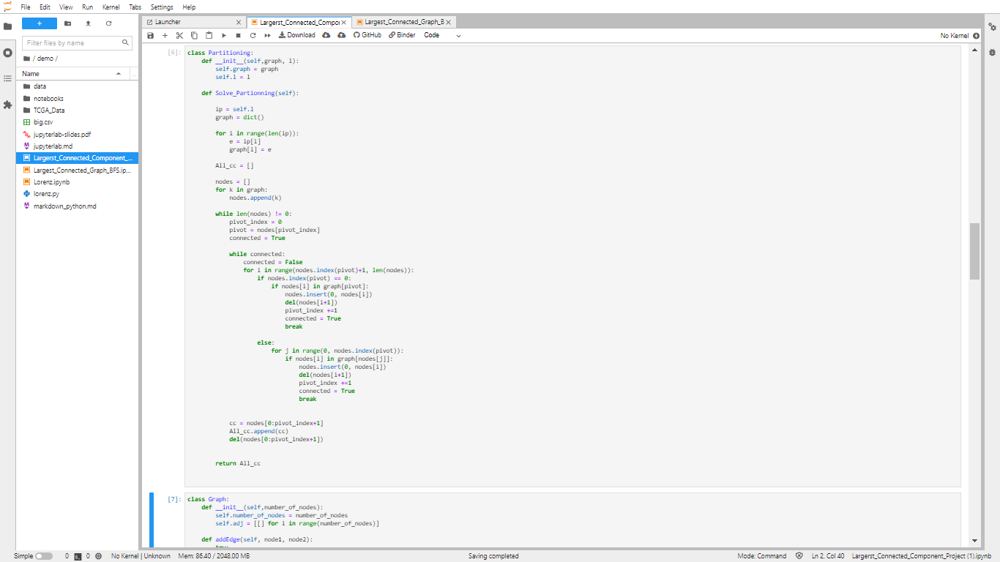 File Edit View Run Kernel Tabs Settings Help
Filter files by name
/ demo /
Name
data
notebooks
TCGA_Data
big.csv
jupyterlab-slides.pdf
jupyterlab.md
Largerst_Connected_Component_...
Largest_Connected_Graph_BFS.ip...
Lorenz.ipynb
lorenz.py
markdown_python.md
Launcher
Largerst_Connected_Compo
Largest_Connected_Graph_B
Download GitHub Binder Code
No Kernel
[6]:
class Partitioning:
    def __init__(self,graph, l):
        self.graph = graph
        self.l = l
    def Solve_Partionning(self):
        ip = self.l
        graph = dict()
        for i in range(len(ip)):
            e = ip[i]
            graph[i] = e
        All_cc = []
        nodes = []
        for k in graph:
            nodes.append(k)
        while len(nodes) != 0:
            pivot_index = 0
            pivot = nodes[pivot_index]
            connected = True
            while connected:
                connected = False
                for i in range(nodes.index(pivot)+1, len(nodes)):
                    if nodes.index(pivot) == 0:
                        if nodes[i] in graph[pivot]:
                            nodes.insert(0, nodes[i])
                            del(nodes[i+1])
                            pivot_index +=1
                            connected = True
                            break
                    else:
                        for j in range(0, nodes.index(pivot)):
                            if nodes[i] in graph[nodes[j]]:
                                nodes.insert(0, nodes[i])
                                del(nodes[i+1])
                                pivot_index +=1
                                connected = True
                                break
            cc = nodes[0:pivot_index+1]
            All_cc.append(cc)
            del(nodes[0:pivot_index+1])
        return All_cc
[7]:
class Graph:
    def __init__(self,number_of_nodes):
        self.number_of_nodes = number_of_nodes
        self.adj = [[] for i in range(number_of_nodes)]
    def addEdge(self, node1, node2):
Simple 0 0 No Kernel | Unknown Mem: 86.40 / 2048.00 MB Saving completed Mode: Command Ln 2, Col 40 Largerst_Connected_Component_Project (1).ipynb